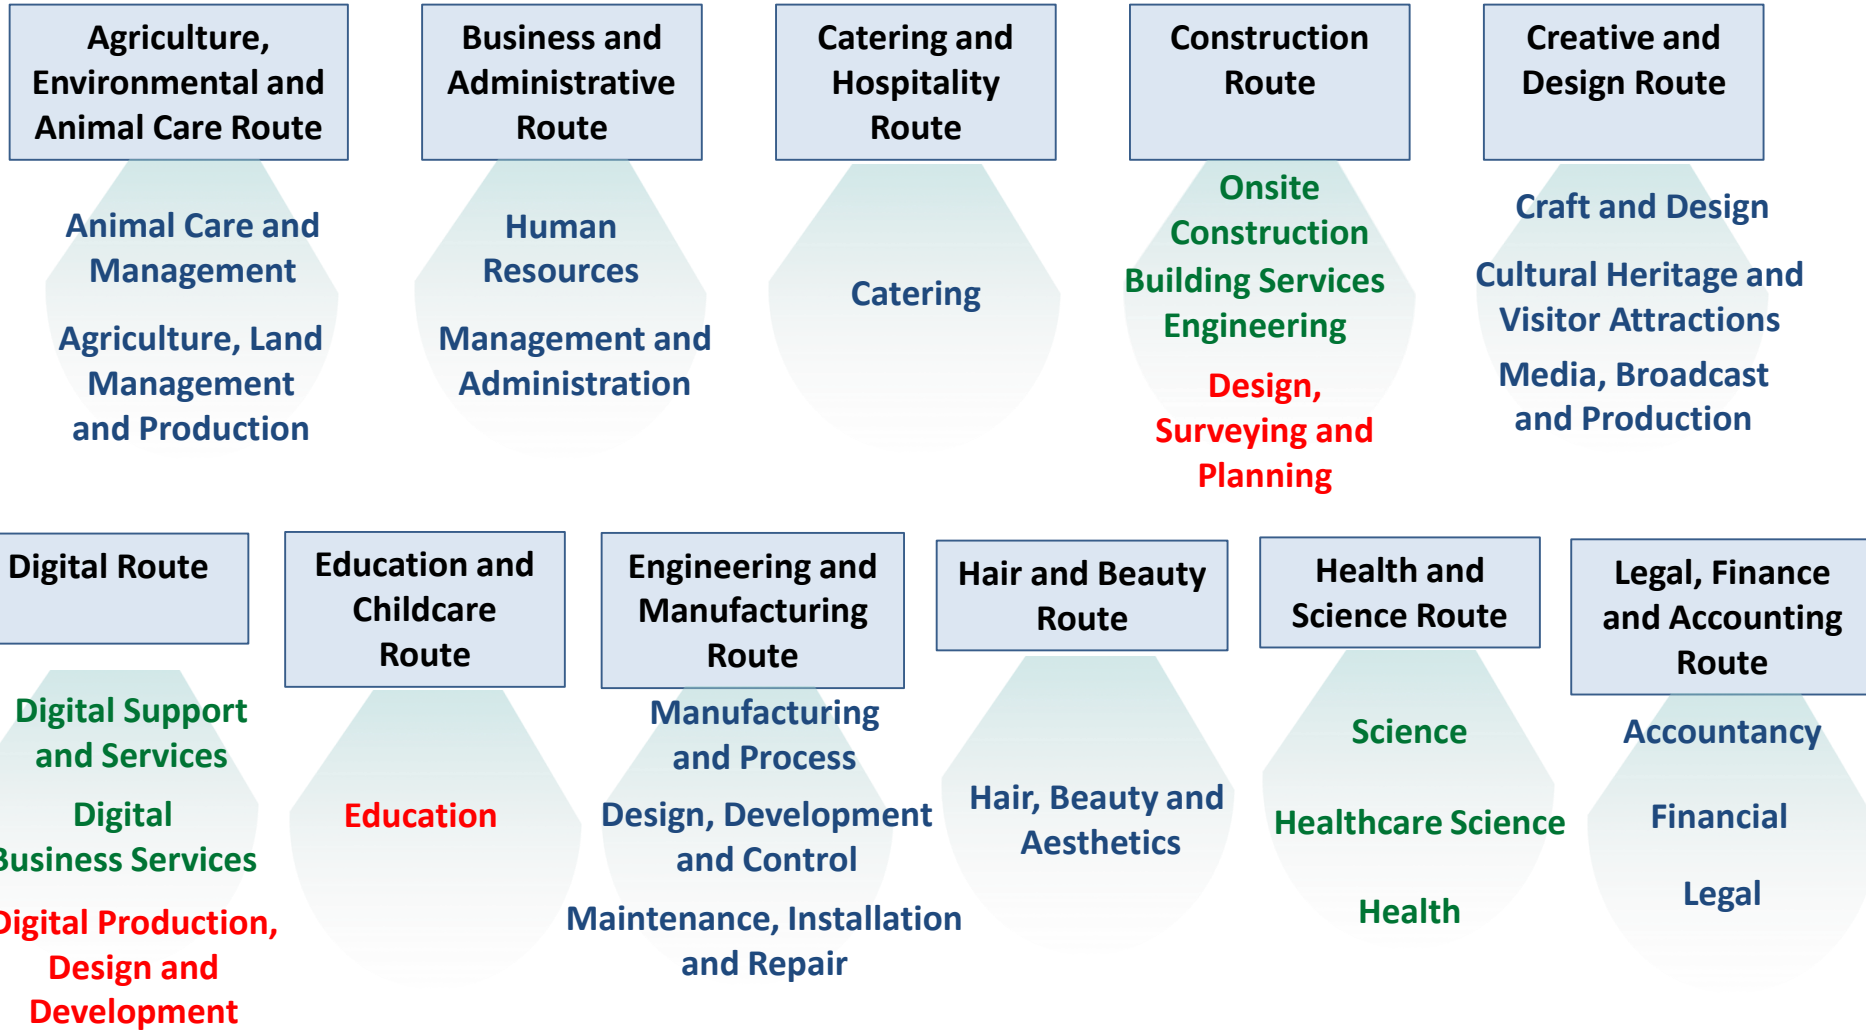 Agriculture,
Environmental and
Animal Care Route
Animal Care and
Management
Agriculture, Land
Management
and Production
Business and
Administrative
Route
Human
Resources
Management and
Administration
Catering and
Hospitality
Route
Catering
Construction
Route
Onsite
Construction
Building Services
Engineering
Design,
Surveying and
Planning
Creative and
Design Route
Craft and Design
Cultural Heritage and
Visitor Attractions
Media, Broadcast
and Production
Digital Route
Digital Support
and Services
Digital
Business Services
Digital Production,
Design and
Development
Education and
Childcare
Route
Education
Engineering and
Manufacturing
Route
Manufacturing
and Process
Design, Development
and Control
Maintenance, Installation
and Repair
Hair and Beauty
Route
Hair, Beauty and
Aesthetics
Health and
Science Route
Science
Healthcare Science
Health
Legal, Finance
and Accounting
Route
Accountancy
Financial
Legal